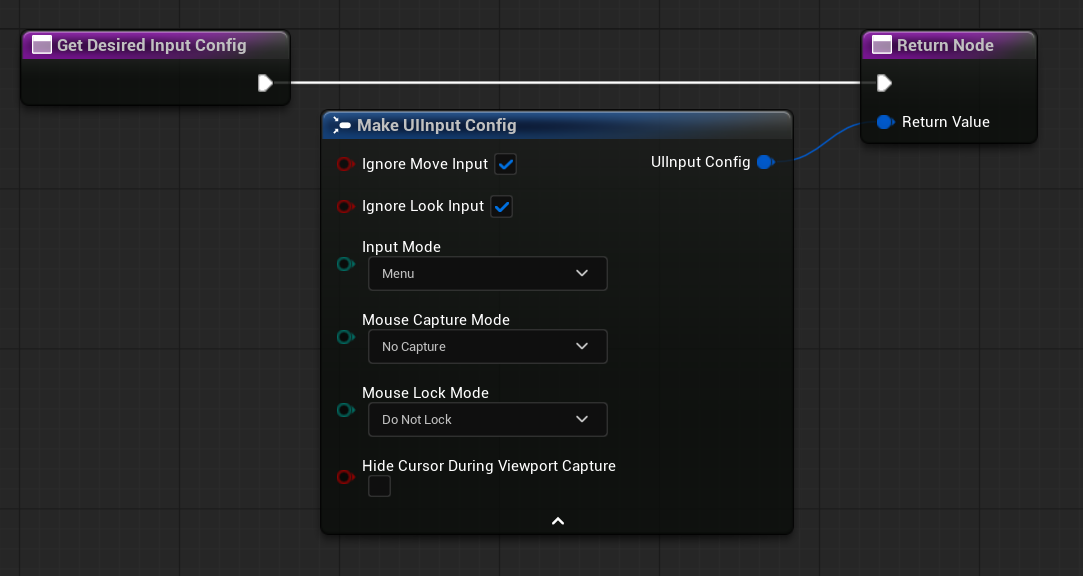 Get Desired Input Config
Return Node
Return Value
Make UIInput Config
Ignore Move Input
UIInput Config
Ignore Look Input
Input Mode
Menu
Mouse Capture Mode
No Capture
Mouse Lock Mode
Do Not Lock
Hide Cursor During Viewport Capture